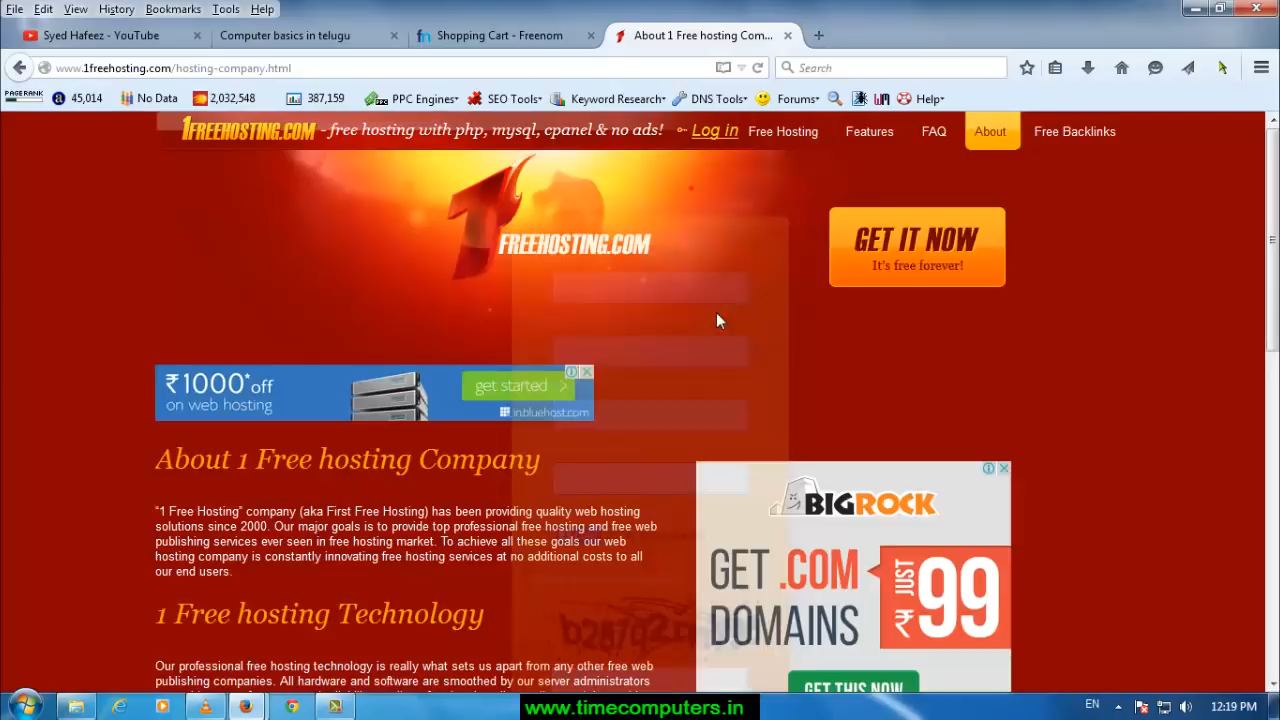 File Edit View History Bookmarks Tools Help
Syed Hafeez - YouTube × Computer basics in telugu × Shopping Cart - Freenom × About 1 Free hosting Com... ×
www.1freehosting.com/hosting-company.html Search
PAGERANK 45,014 No Data 2,032,548 387,159 PPC Engines SEO Tools Keyword Research DNS Tools Forums Help
1FREEHOSTING.COM - free hosting with php, mysql, cpanel & no ads! Log in Free Hosting Features FAQ About Free Backlinks
1
FREEHOSTING.COM
GET IT NOW
It's free forever!
₹1000* off
on web hosting
get started >
in.bluehost.com
About 1 Free hosting Company
"1 Free Hosting" company (aka First Free Hosting) has been providing quality web hosting
solutions since 2000. Our major goals is to provide top professional free hosting and free web
publishing services ever seen in free hosting market. To achieve all these goals our web
hosting company is constantly innovating free hosting services at no additional costs to all
our end users.
BIGROCK
GET .COM
DOMAINS
JUST
₹99
GET THIS NOW
1 Free hosting Technology
Our professional free hosting technology is really what sets us apart from any other free web
publishing companies. All hardware and software are smoothed by our server administrators
www.timecomputers.in
EN 12:19 PM